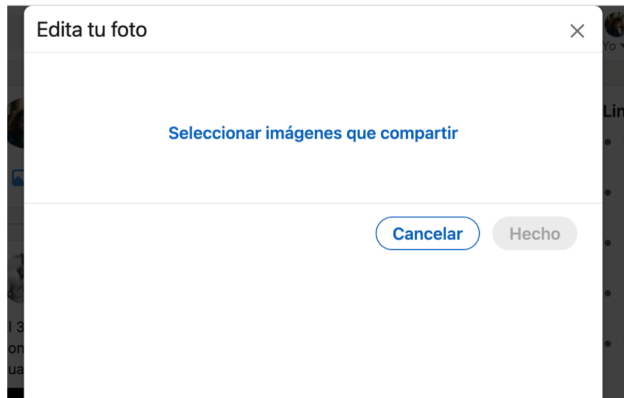 Edita tu foto
Yo
Seleccionar imágenes que compartir
Cancelar
Hecho